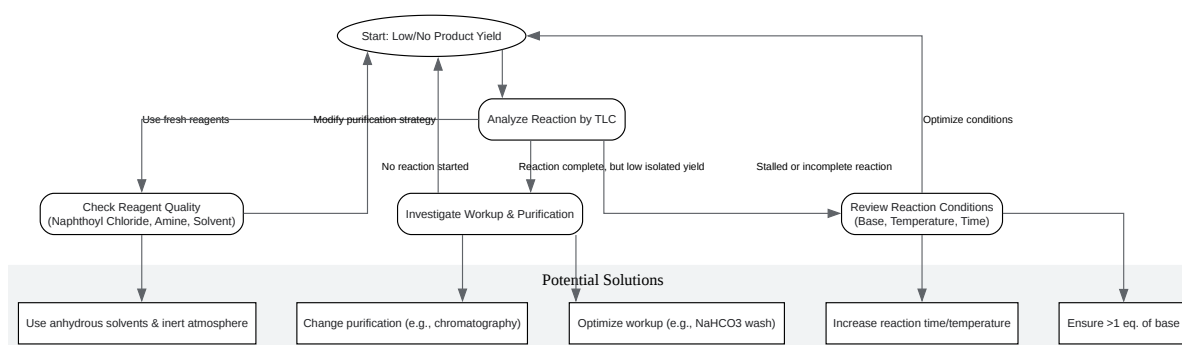 Start: Low/No Product Yield
Analyze Reaction by TLC
Use fresh reagents
Modify purification strategy
Optimize conditions
No reaction started
Reaction complete, but low isolated yield
Stalled or incomplete reaction
Check Reagent Quality
(Naphthoyl Chloride, Amine, Solvent)
Investigate Workup & Purification
Review Reaction Conditions
(Base, Temperature, Time)
Potential Solutions
Use anhydrous solvents & inert atmosphere
Change purification (e.g., chromatography)
Optimize workup (e.g., NaHCO3 wash)
Increase reaction time/temperature
Ensure >1 eq. of base